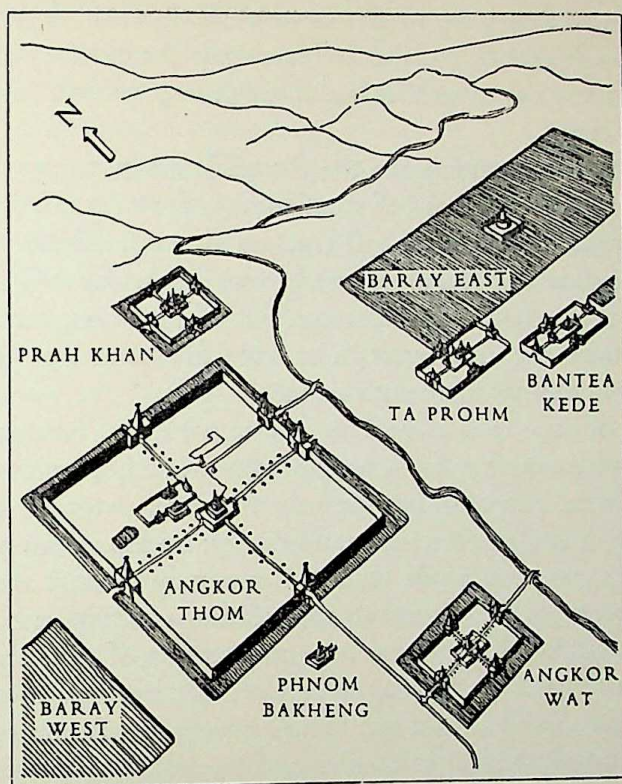 N
BARAY EAST
PRAH KHAN
TA PROHM
BANTEA
KEDE
ANGKOR
THOM
PHNOM
BAKHENG
ANGKOR
WAT
BARAY
WEST